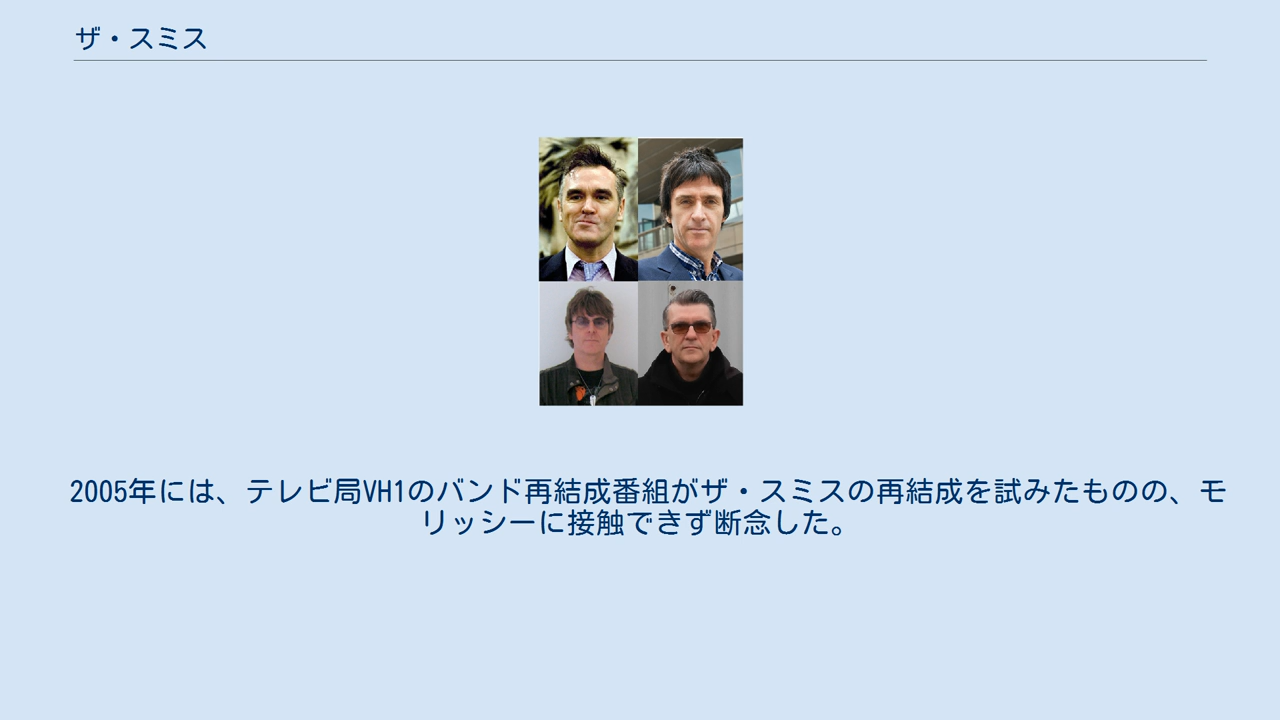 ザ・スミス
2005年には、テレビ局VH1のバンド再結成番組がザ・スミスの再結成を試みたものの、モ
リッシーに接触できず断念した。